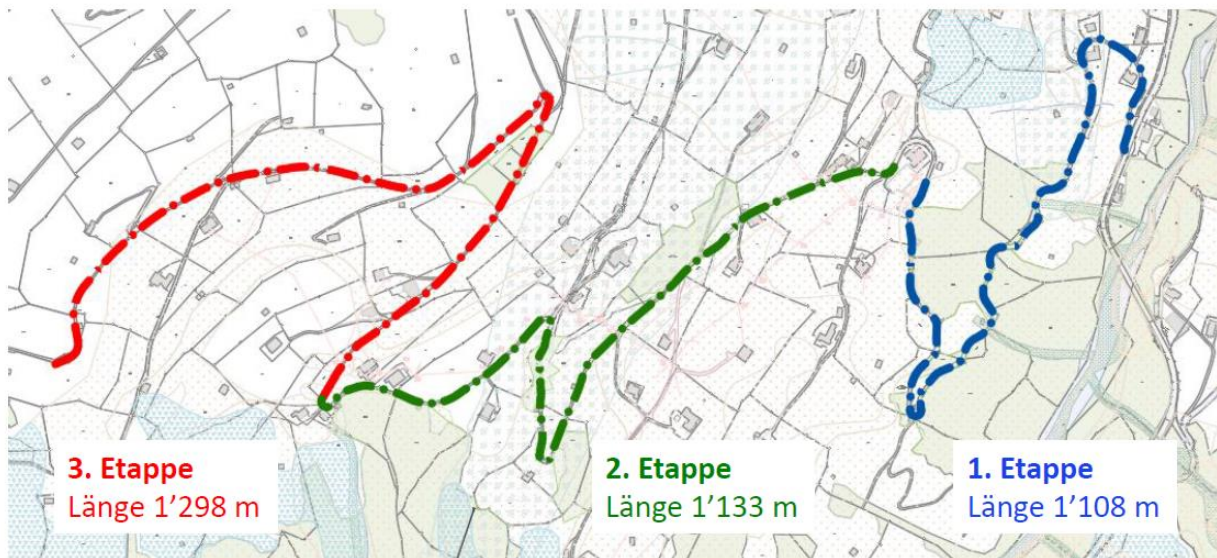 3. Etappe
Länge 1’298 m
2. Etappe
Länge 1’133 m
1. Etappe
Länge 1’108 m